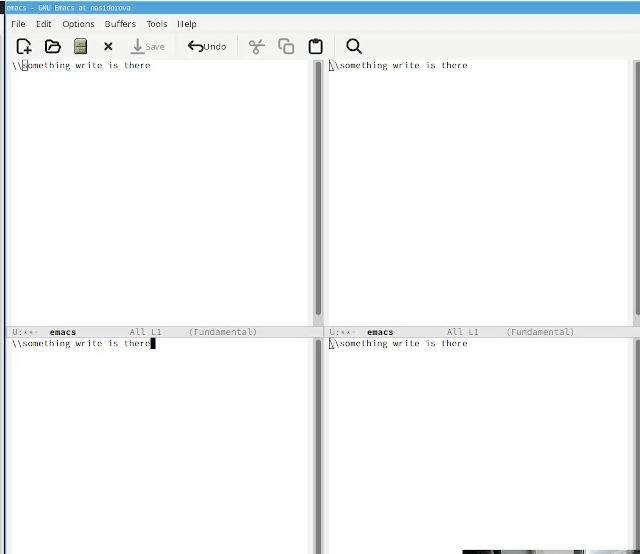 emacs - GNU Emacs at nasidorova
File Edit Options Buffers Tools Help
Save Undo
\\something write is there
\\something write is there
U:**- emacs All L1 (Fundamental)
U:**- emacs All L1 (Fundamental)
\\something write is there
\\something write is there